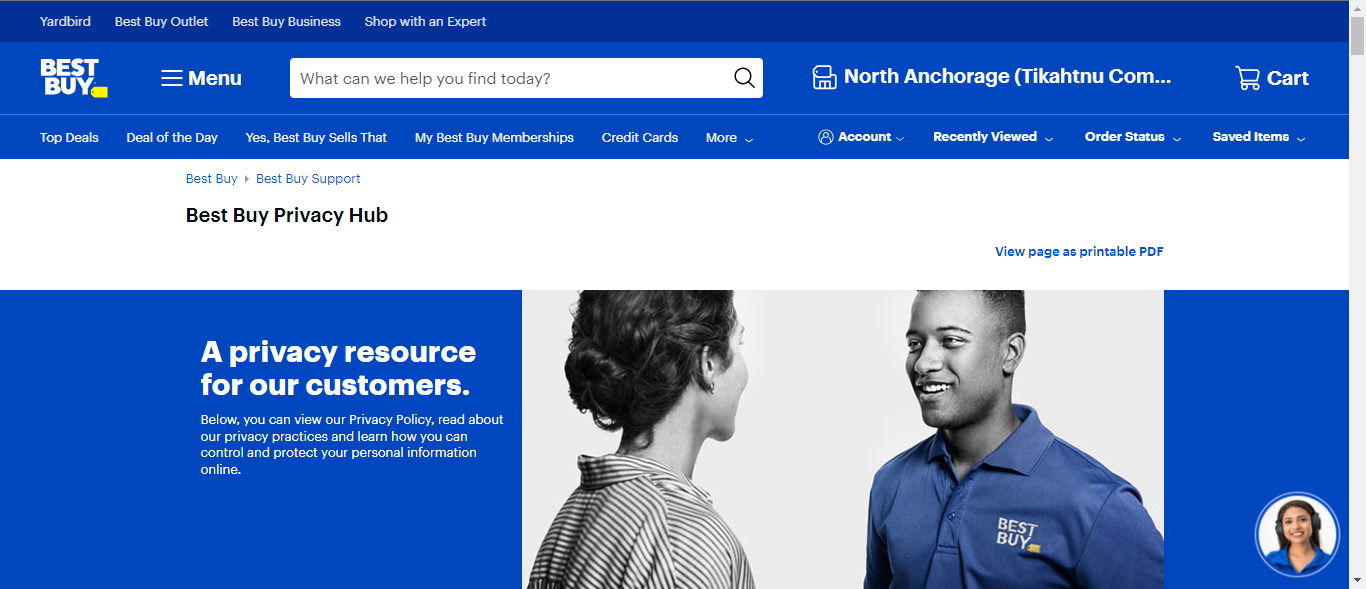 Yardbird Best Buy Outlet Best Buy Business Shop with an Expert
BEST
BUY
Menu
What can we help you find today?
North Anchorage (Tikahtnu Com...
Cart
Top Deals Deal of the Day Yes, Best Buy Sells That My Best Buy Memberships Credit Cards More
Account Recently Viewed Order Status Saved Items
Best Buy Best Buy Support
Best Buy Privacy Hub
View page as printable PDF
A privacy resource
for our customers.
Below, you can view our Privacy Policy, read about
our privacy practices and learn how you can
control and protect your personal information
online.
BEST
BUY